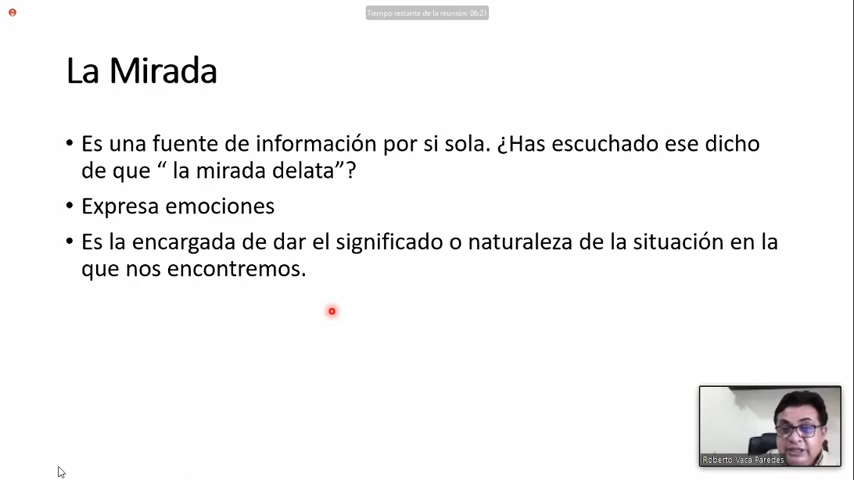 Tiempo restante de la reunión: 06:21
La Mirada
• Es una fuente de información por si sola. ¿Has escuchado ese dicho
de que “ la mirada delata”?
• Expresa emociones
• Es la encargada de dar el significado o naturaleza de la situación en la
que nos encontremos.
Roberto Vaca Paredes